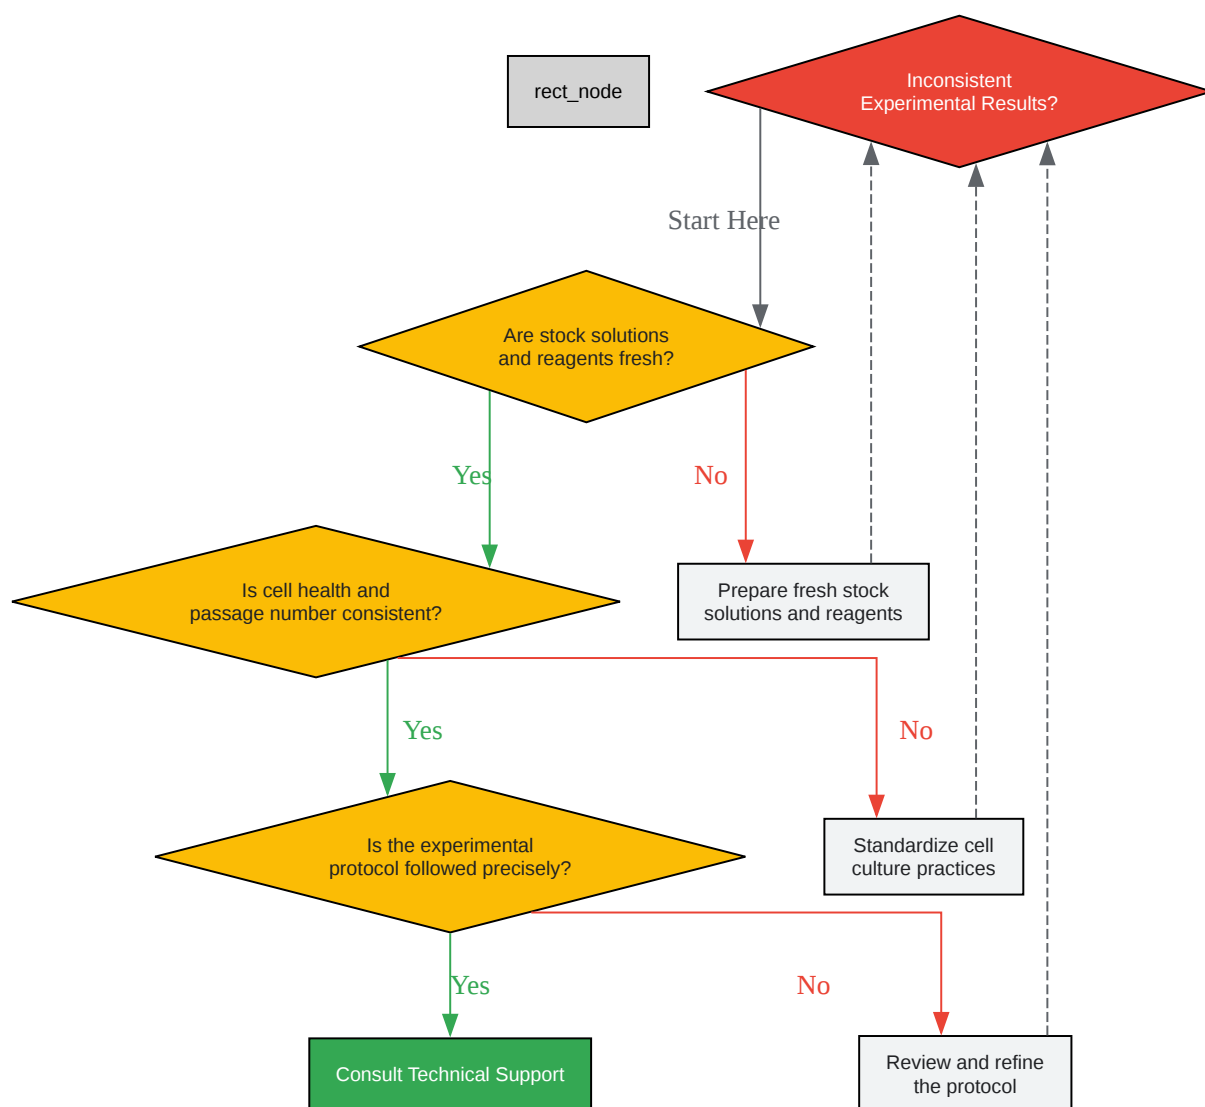 rect_node
Inconsistent
Experimental Results?
Start Here
Are stock solutions
and reagents fresh?
Yes
No
Is cell health and
passage number consistent?
Prepare fresh stock
solutions and reagents
Yes
No
Is the experimental
protocol followed precisely?
Standardize cell
culture practices
Yes
No
Consult Technical Support
Review and refine
the protocol